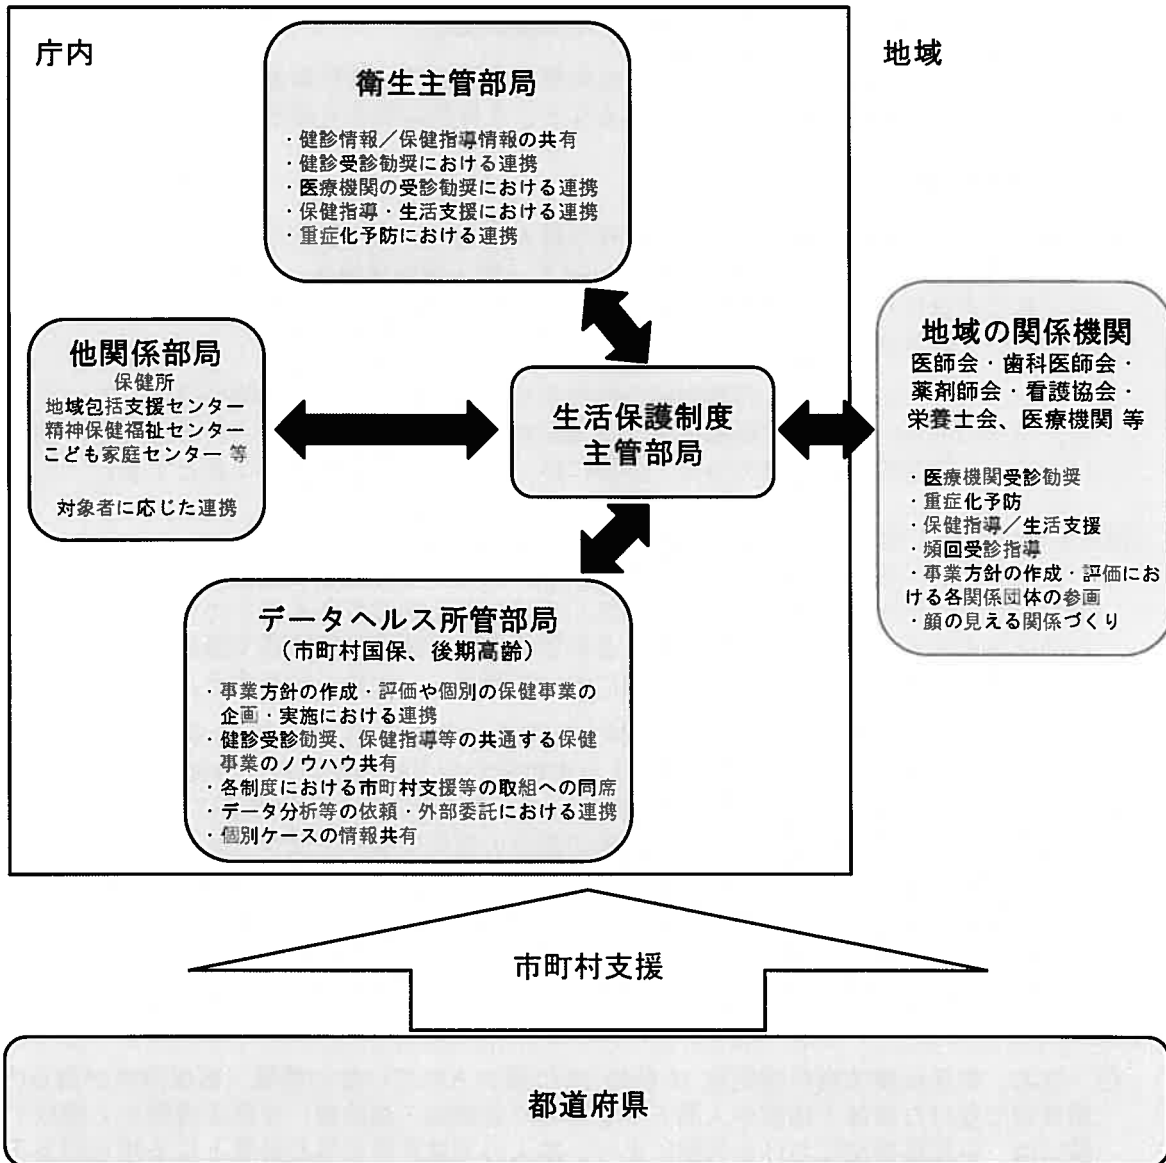 庁内
地域
衛生主管部局
・健診情報／保健指導情報の共有
・健診受診勧奨における連携
・医療機関の受診勧奨における連携
・保健指導・生活支援における連携
・重症化予防における連携
他関係部局
保健所
地域包括支援センター
精神保健福祉センター
こども家庭センター 等
対象者に応じた連携
生活保護制度
主管部局
地域の関係機関
医師会・歯科医師会・
薬剤師会・看護協会・
栄養士会、医療機関 等
・医療機関受診勧奨
・重症化予防
・保健指導／生活支援
・頻回受診指導
・事業方針の作成・評価にお
ける各関係団体の参画
・顔の見える関係づくり
データヘルス所管部局
（市町村国保、後期高齢）
・事業方針の作成・評価や個別の保健事業の
企画・実施における連携
・健診受診勧奨、保健指導等の共通する保健
事業のノウハウ共有
・各制度における市町村支援等の取組への同席
・データ分析等の依頼・外部委託における連携
・個別ケースの情報共有
市町村支援
都道府県